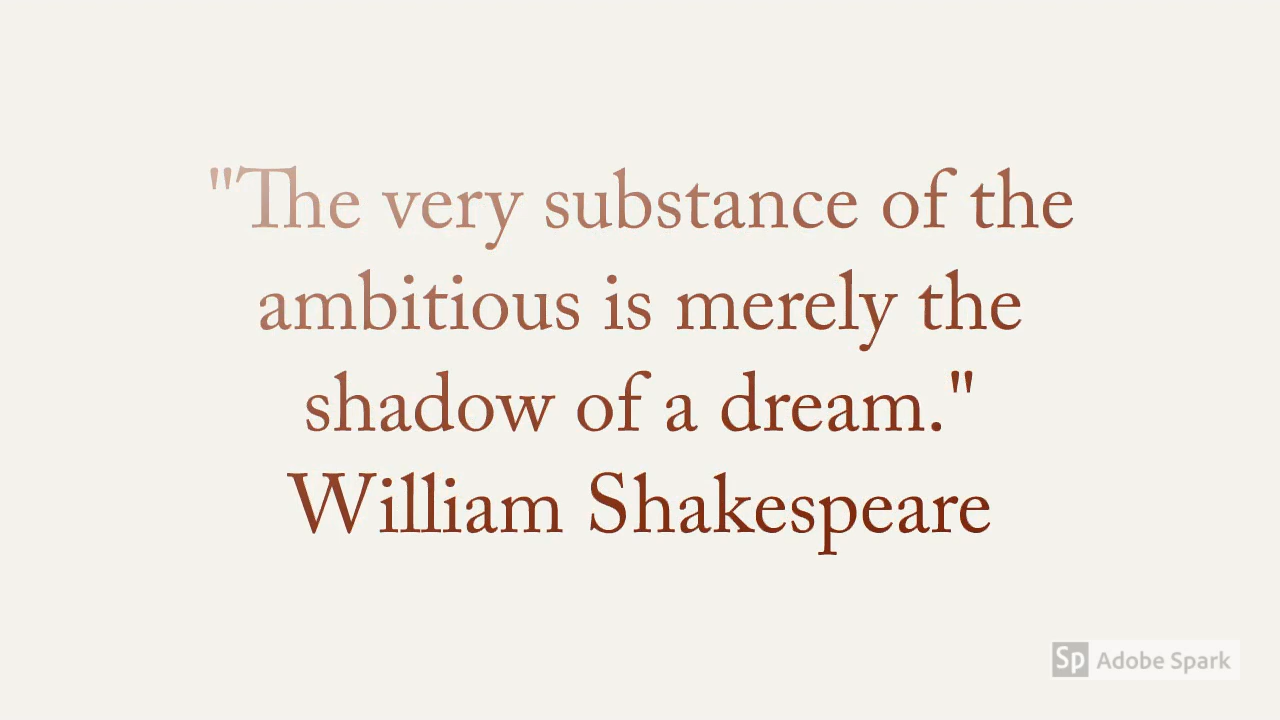 "The very substance of the
ambitious is merely the
shadow of a dream."
William Shakespeare
Sp Adobe Spark